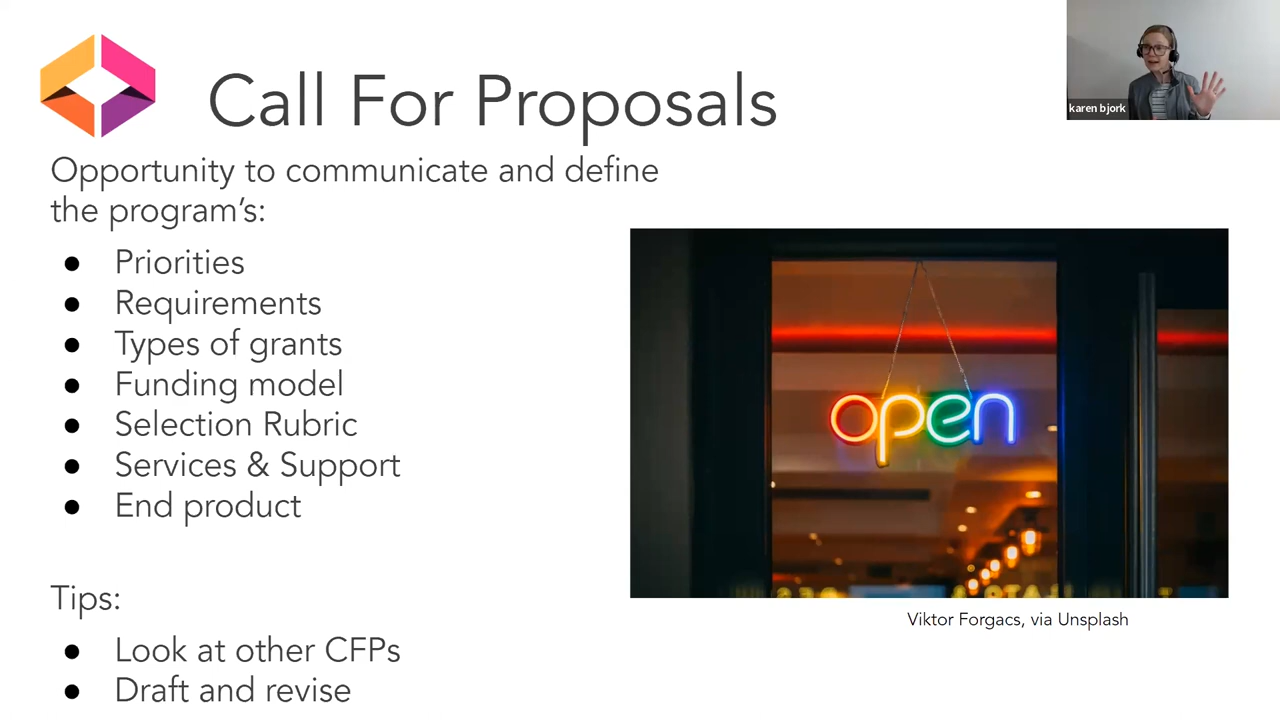 Call For Proposals
karen bjork
Opportunity to communicate and define
the program's:
● Priorities
● Requirements
● Types of grants
● Funding model
● Selection Rubric
● Services & Support
● End product
open
Viktor Forgacs, via Unsplash
Tips:
● Look at other CFPs
● Draft and revise